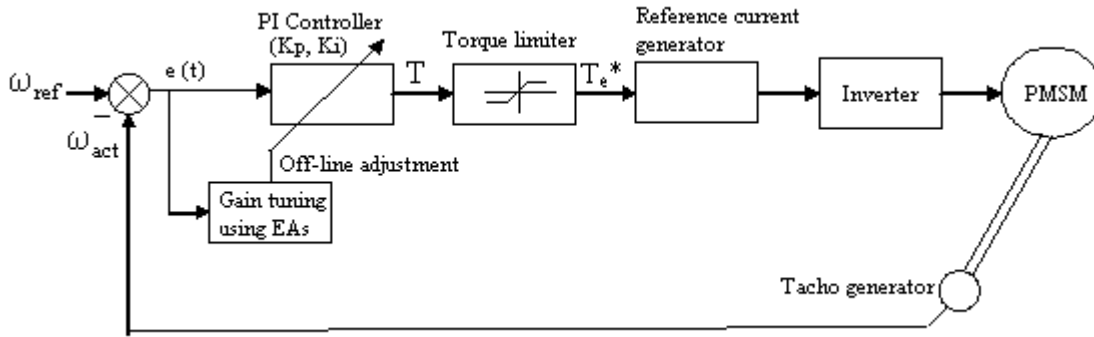 PI Controller
(Kp, Ki)
Torque limiter
Reference current
generator
ωref
e (t)
T
Te*
Inverter
PMSM
−
ωact
Off-line adjustment
Gain tuning
using EAs
Tacho generator